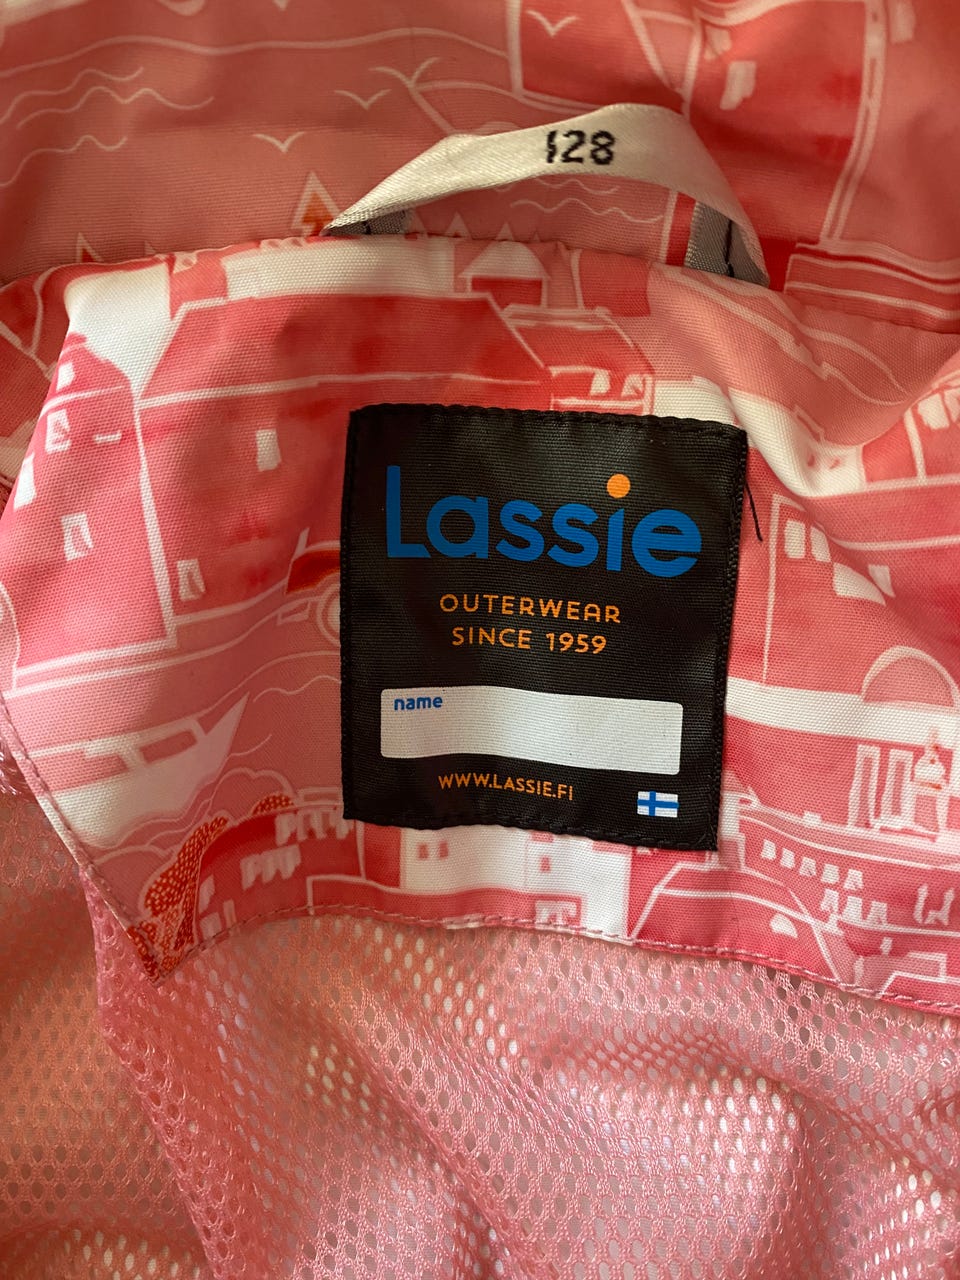 128
Lassie
OUTERWEAR
SINCE 1959
name
WWW.LASSIE.FI